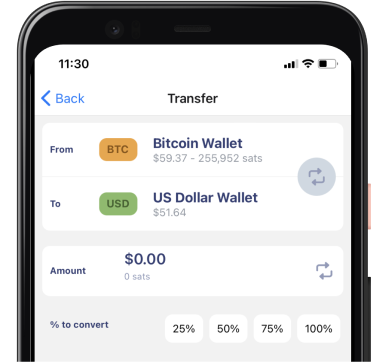 11:30
Back
Transfer
From
BTC
Bitcoin Wallet
$59.37 - 255,952 sats
To
USD
US Dollar Wallet
$51.64
Amount
$0.00
0 sats
% to convert
25%
50%
75%
100%